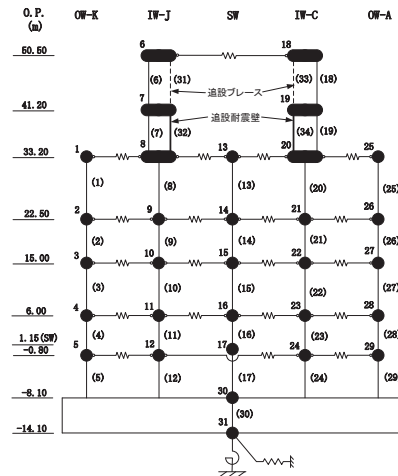 O.P. OW-K IW-J SW IW-C OW-A
(m)
50.50 6 18
(6) (31) (33) (18)
追設ブレース
41.20 7 19
追設耐震壁
(7) (32) (34) (19)
33.20 1 8 13 20 25
(1) (8) (13) (20) (25)
22.50 2 9 14 21 26
(2) (9) (14) (21) (26)
15.00 3 10 15 22 27
(3) (10) (15) (22) (27)
6.00 4 11 16 23 28
(4) (11) (16) (23) (28)
1.15(SW) 17
-0.80 5 12 24 29
(5) (12) (17) (24) (29)
-8.10 30
(30)
-14.10 31